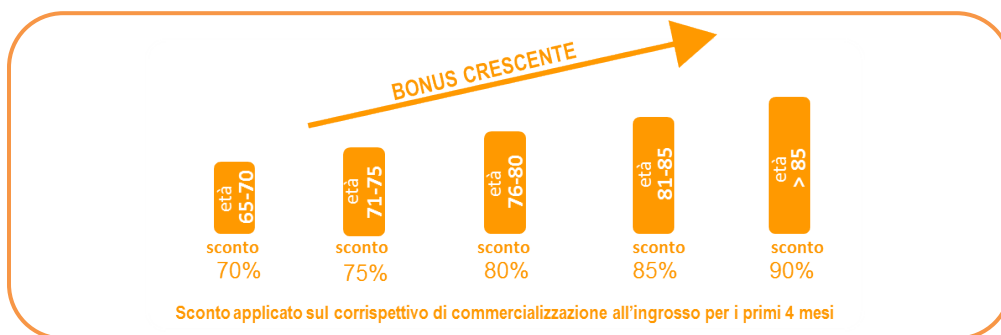 BONUS CRESCENTE
età
65-70
età
71-75
età
76-80
età
81-85
età
> 85
sconto
70%
sconto
75%
sconto
80%
sconto
85%
sconto
90%
Sconto applicato sul corrispettivo di commercializzazione all'ingrosso per i primi 4 mesi